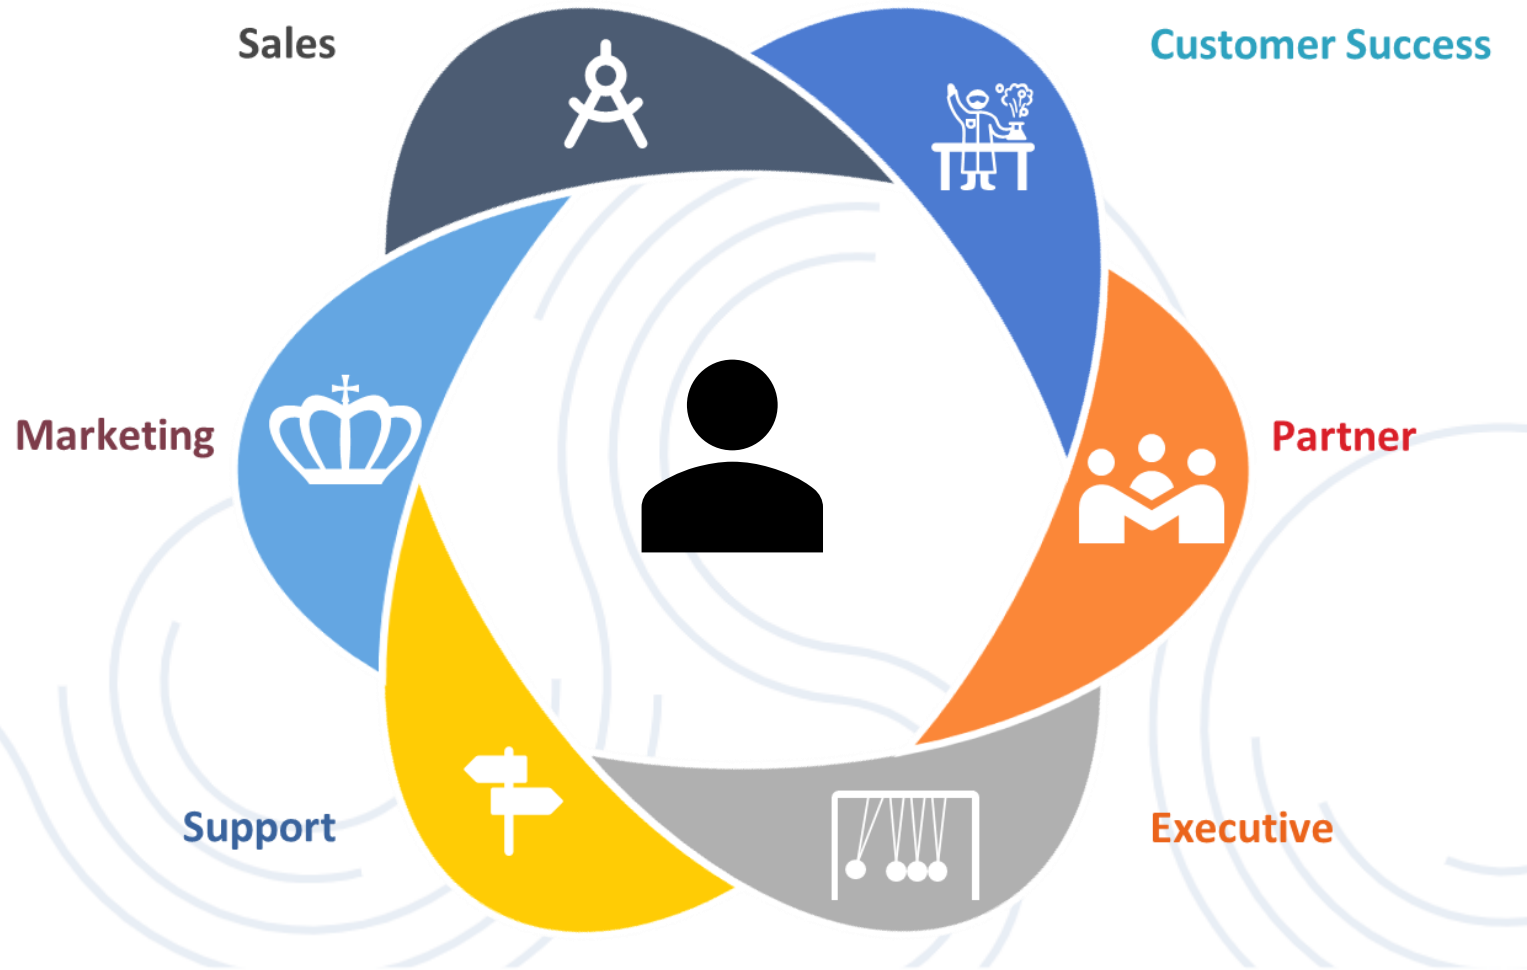 Sales
Customer Success
Marketing
Partner
Support
Executive